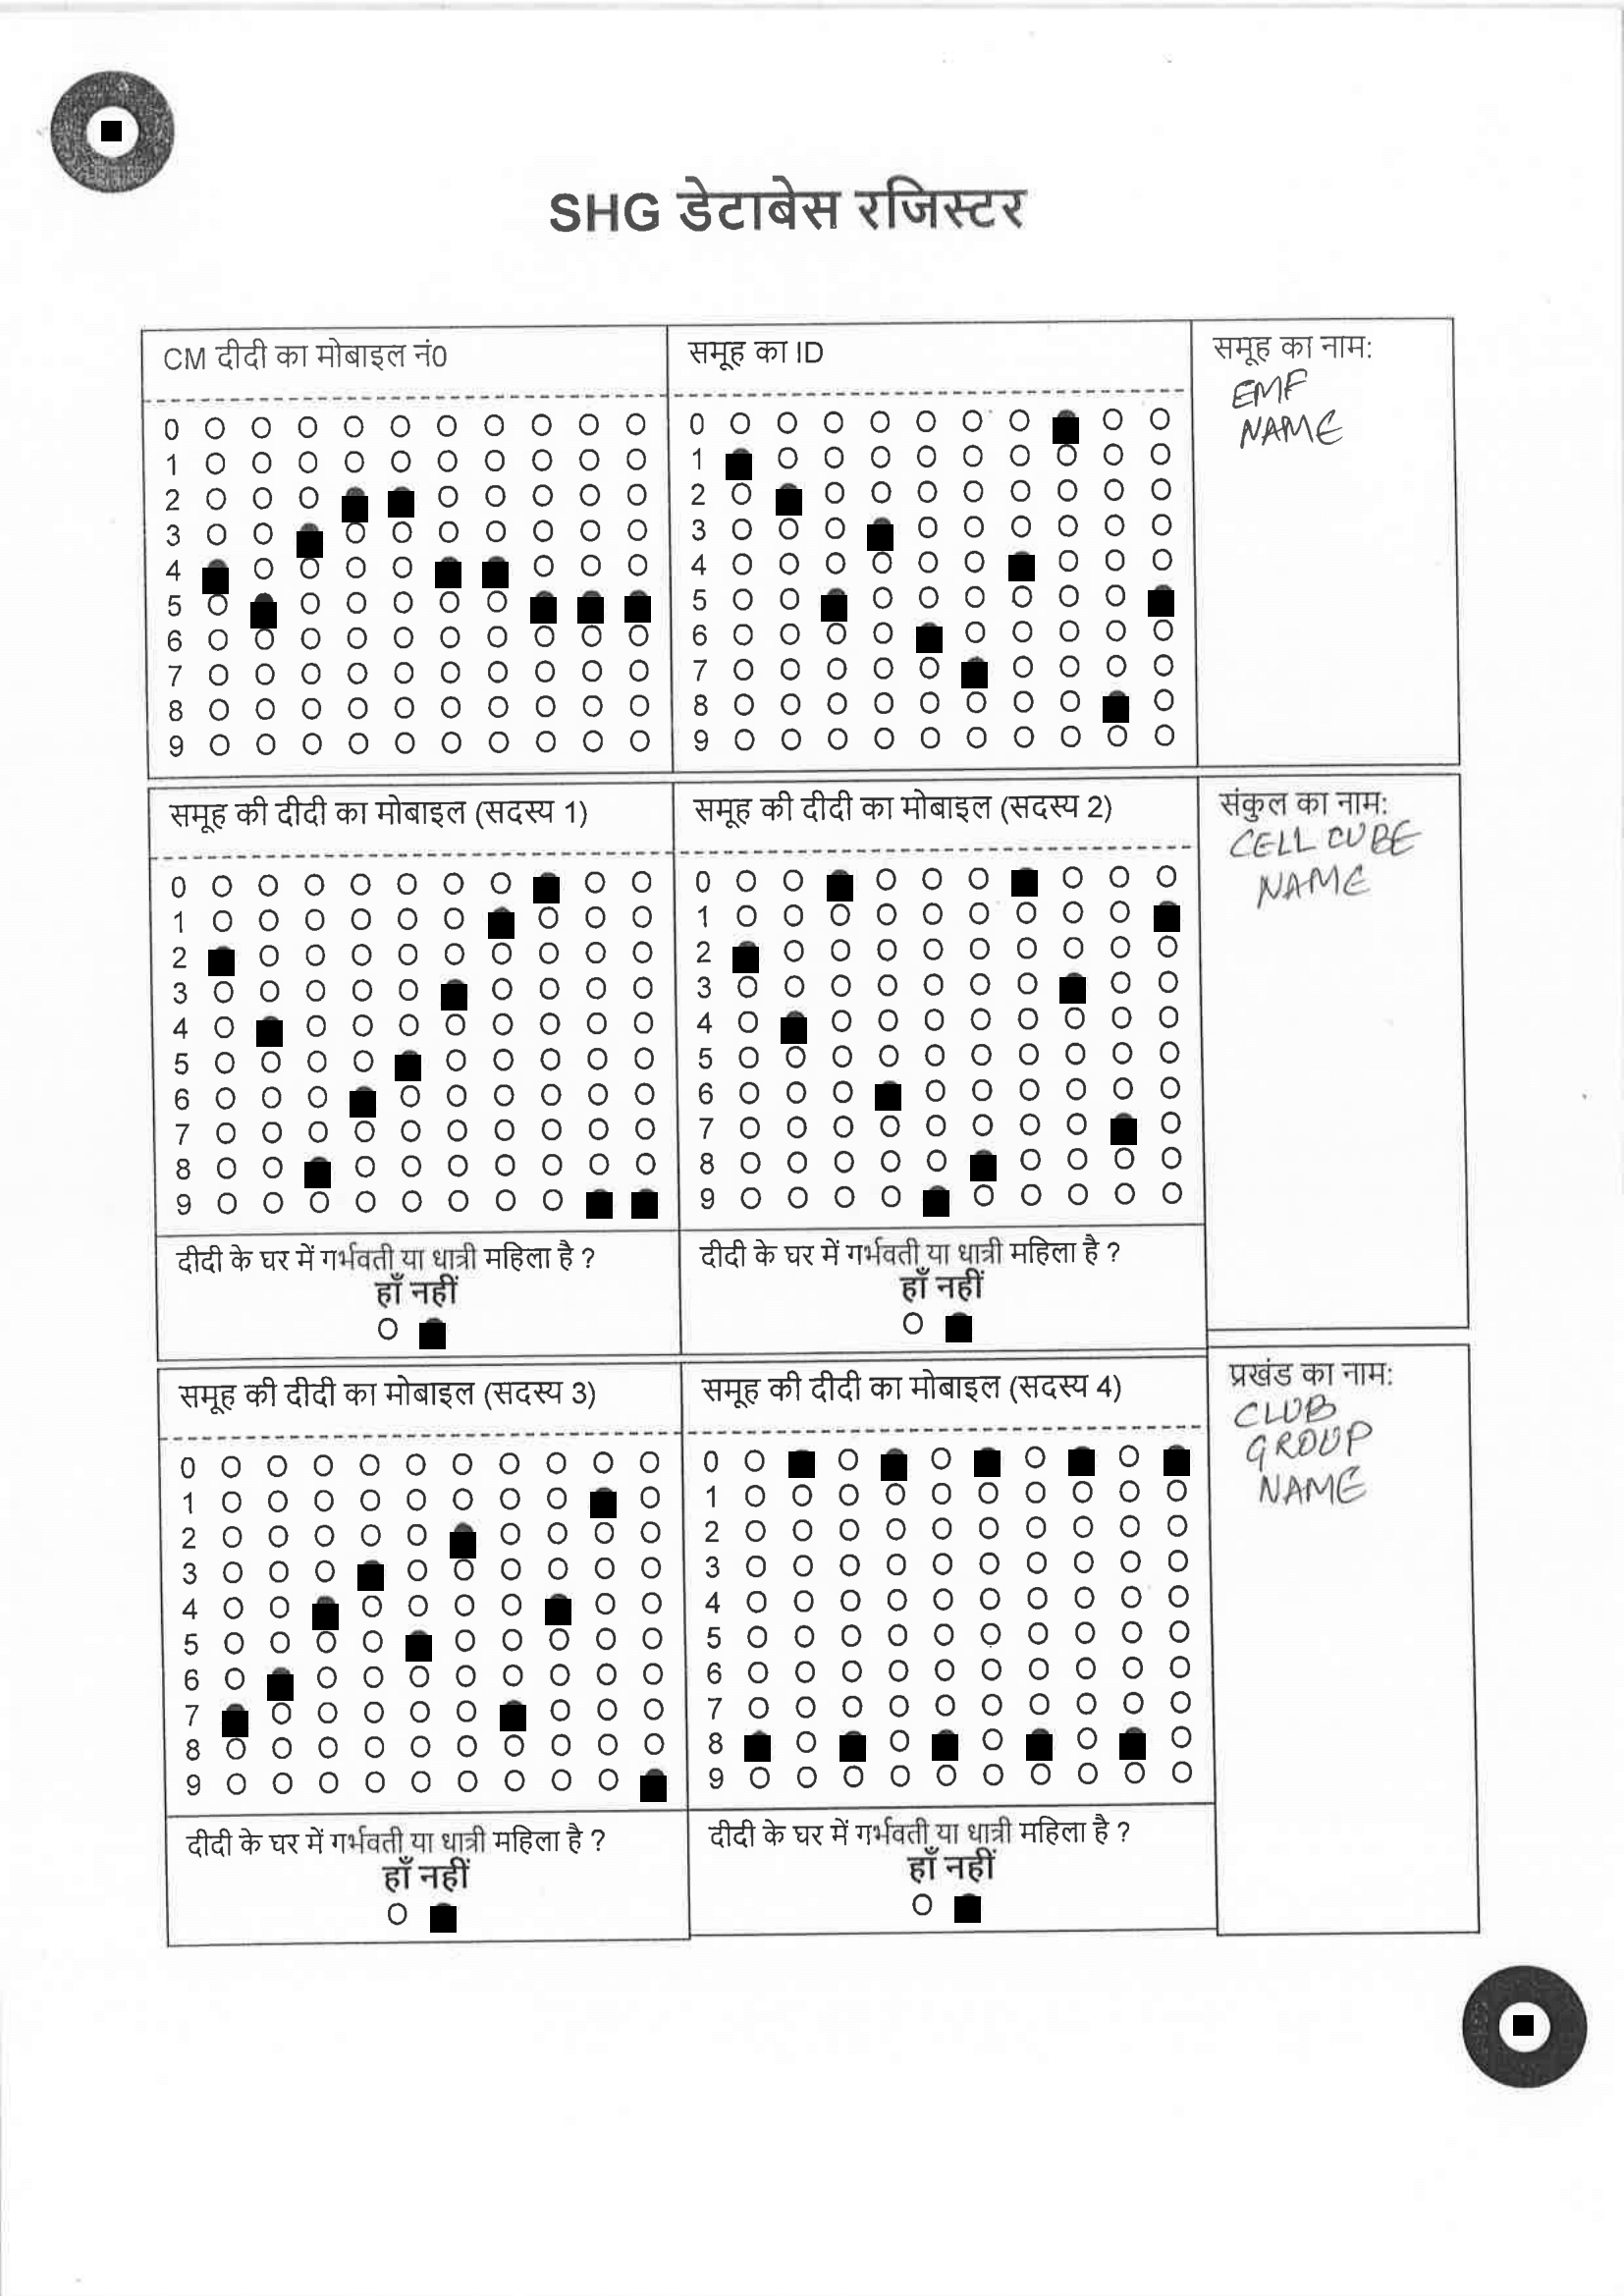 SHG डेटाबेस रजिस्टर
CM दीदी का मोबाइल नं0
0
1
2
3
4
5
6
7
8
9
समूह का ID
0
1
2
3
4
5
6
7
8
9
समूह का नाम:
EMF
NAME
समूह की दीदी का मोबाइल (सदस्य 1)
0
1
2
3
4
5
6
7
8
9
दीदी के घर में गर्भवती या धात्री महिला है ?
हाँ नहीं
समूह की दीदी का मोबाइल (सदस्य 2)
0
1
2
3
4
5
6
7
8
9
दीदी के घर में गर्भवती या धात्री महिला है ?
हाँ नहीं
संकुल का नाम:
CELL CUBE
NAME
समूह की दीदी का मोबाइल (सदस्य 3)
0
1
2
3
4
5
6
7
8
9
दीदी के घर में गर्भवती या धात्री महिला है ?
हाँ नहीं
समूह की दीदी का मोबाइल (सदस्य 4)
0
1
2
3
4
5
6
7
8
9
दीदी के घर में गर्भवती या धात्री महिला है ?
हाँ नहीं
प्रखंड का नाम:
CLUB
GROUP
NAME